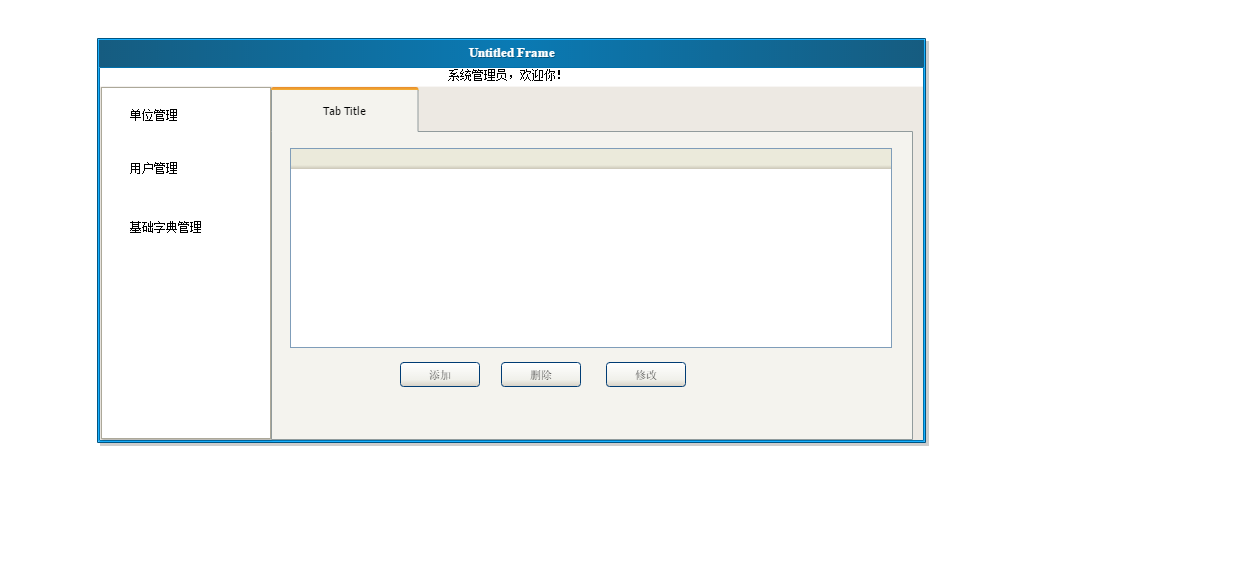 Untitled Frame
系统管理员，欢迎你！
单位管理
Tab Title
用户管理
基础字典管理
添加 删除 修改